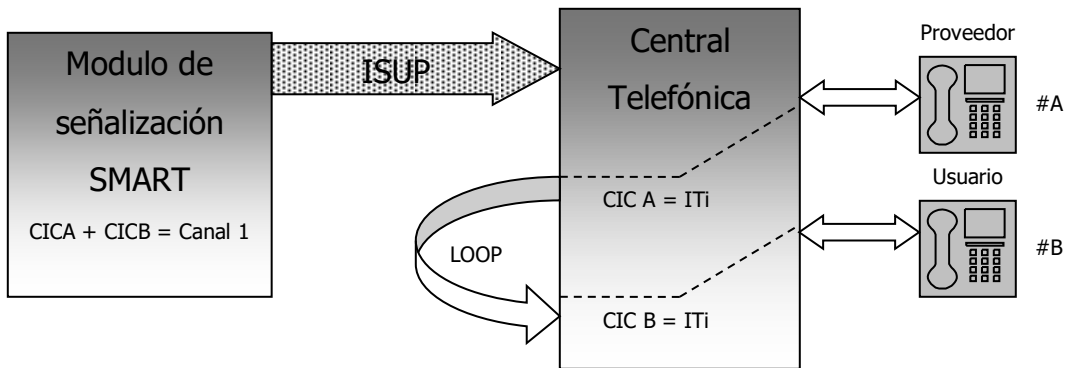 Modulo de
señalización
SMART
CICA + CICB = Canal 1
ISUP
LOOP
Central
Telefónica
CIC A = ITi
CIC B = ITi
Proveedor
#A
Usuario
#B